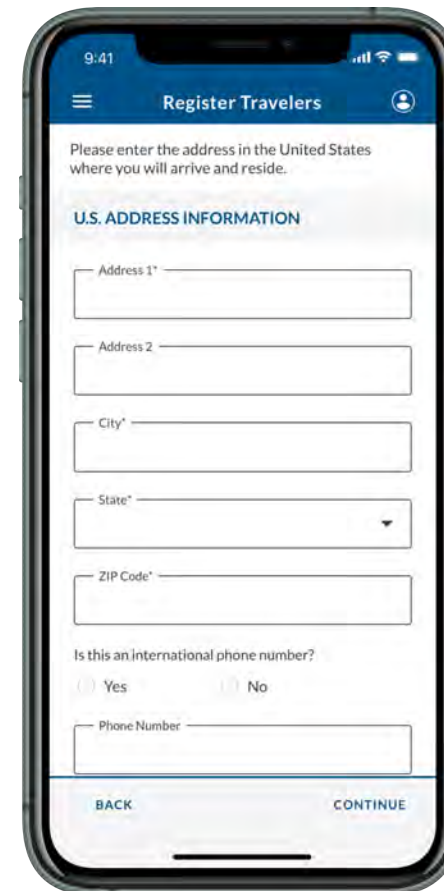 9:41
Register Travelers
Please enter the address in the United States
where you will arrive and reside.
U.S. ADDRESS INFORMATION
Address 1*
Address 2
City*
State*
ZIP Code*
Is this an international phone number?
Yes No
Phone Number
BACK CONTINUE